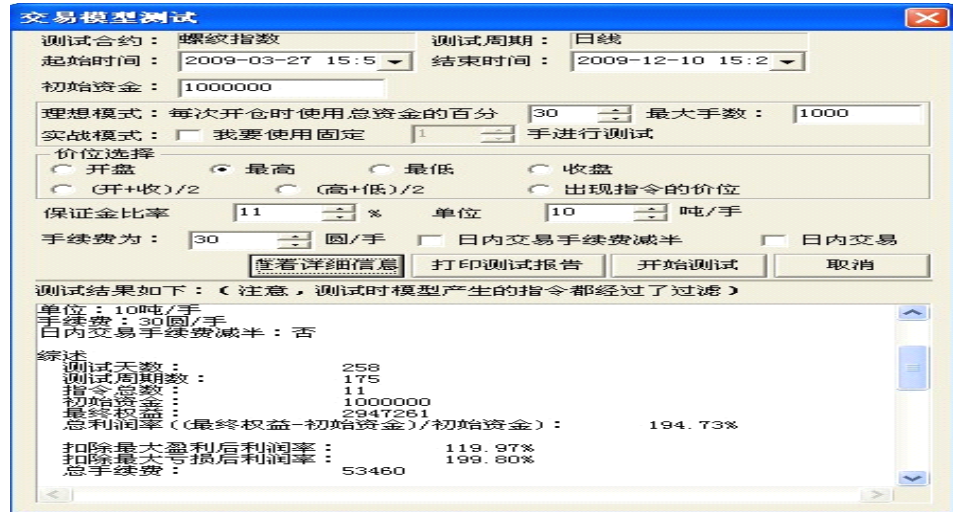 交易模型测试
测试合约： 螺纹指数 测试周期： 日线
起始时间： 2009-03-27 15:5 结束时间： 2009-12-10 15:2
初始资金： 1000000
理想模式：每次开仓时使用总资金的百分 30 最大手数： 1000
实战模式： 我要使用固定 1 手进行测试
价位选择
开盘 最高 最低 收盘
(开+收)/2 (高+低)/2 出现指令的价位
保证金比率 11 % 单位 10 吨/手
手续费为： 30 圆/手 日内交易手续费减半 日内交易
查看详细信息 打印测试报告 开始测试 取消
测试结果如下：(注意，测试时模型产生的指令都经过了过滤)
单位：10吨/手
手续费：30圆/手
日内交易手续费减半：否
综述
测试天数： 258
测试周期数： 175
指令总数： 11
初始资金： 1000000
最终权益： 2947261
总利润率((最终权益-初始资金)/初始资金)： 194.73%
扣除最大盈利后利润率： 119.97%
扣除最大亏损后利润率： 199.80%
总手续费： 53460